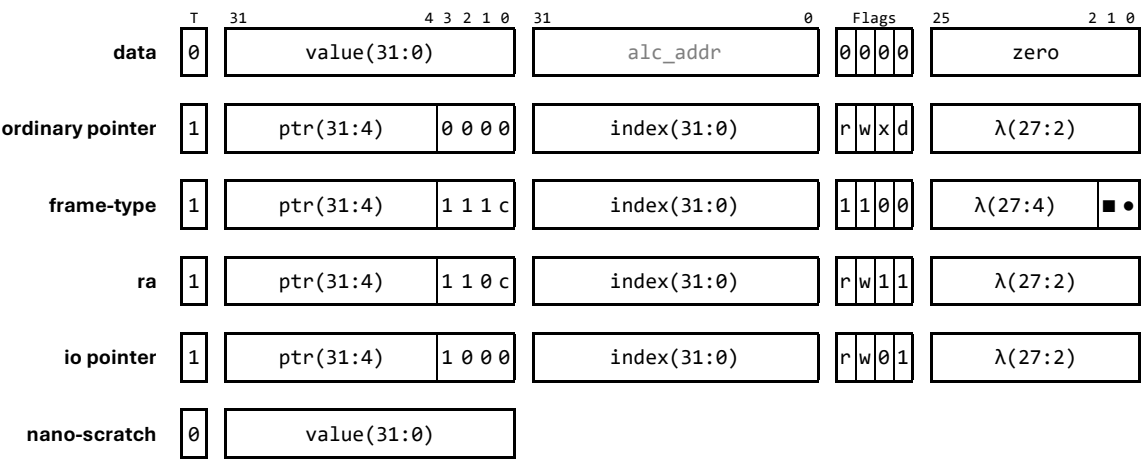 T 31 4 3 2 1 0 31 0 Flags 25 2 1 0
data 0 value(31:0) alc_addr 0 0 0 0 zero
ordinary pointer 1 ptr(31:4) 0 0 0 0 index(31:0) r w x d λ(27:2)
frame-type 1 ptr(31:4) 1 1 1 c index(31:0) 1 1 0 0 λ(27:4) ■ ●
ra 1 ptr(31:4) 1 1 0 c index(31:0) r w 1 1 λ(27:2)
io pointer 1 ptr(31:4) 1 0 0 0 index(31:0) r w 0 1 λ(27:2)
nano-scratch 0 value(31:0)